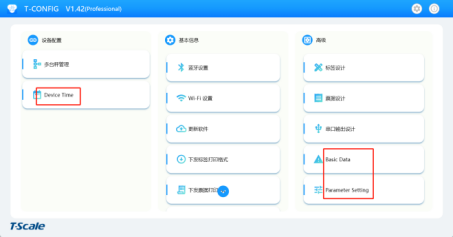 T-CONFIG V1.42(Professional)
设备配置
多台秤管理
Device Time
基本信息
蓝牙设置
Wi-Fi 设置
更新软件
下发标签打印格式
下发票据打印
高级
标签设计
票据设计
串口输出设计
Basic Data
Parameter Setting
T-Scale